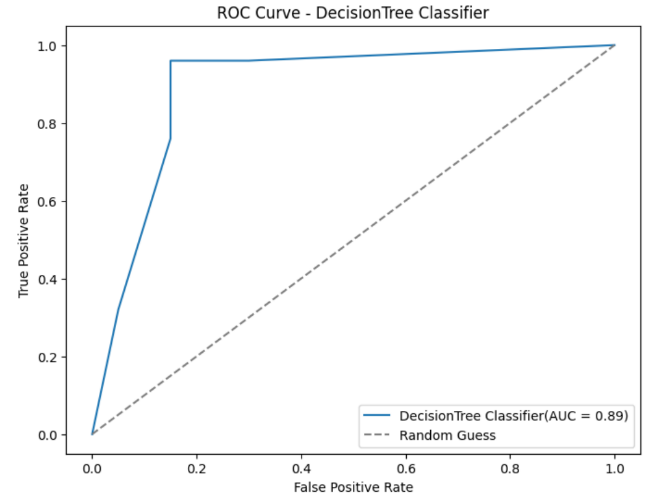 ROC Curve - DecisionTree Classifier
True Positive Rate
1.0
0.8
0.6
0.4
0.2
0.0
DecisionTree Classifier(AUC = 0.89)
Random Guess
0.0 0.2 0.4 0.6 0.8 1.0
False Positive Rate